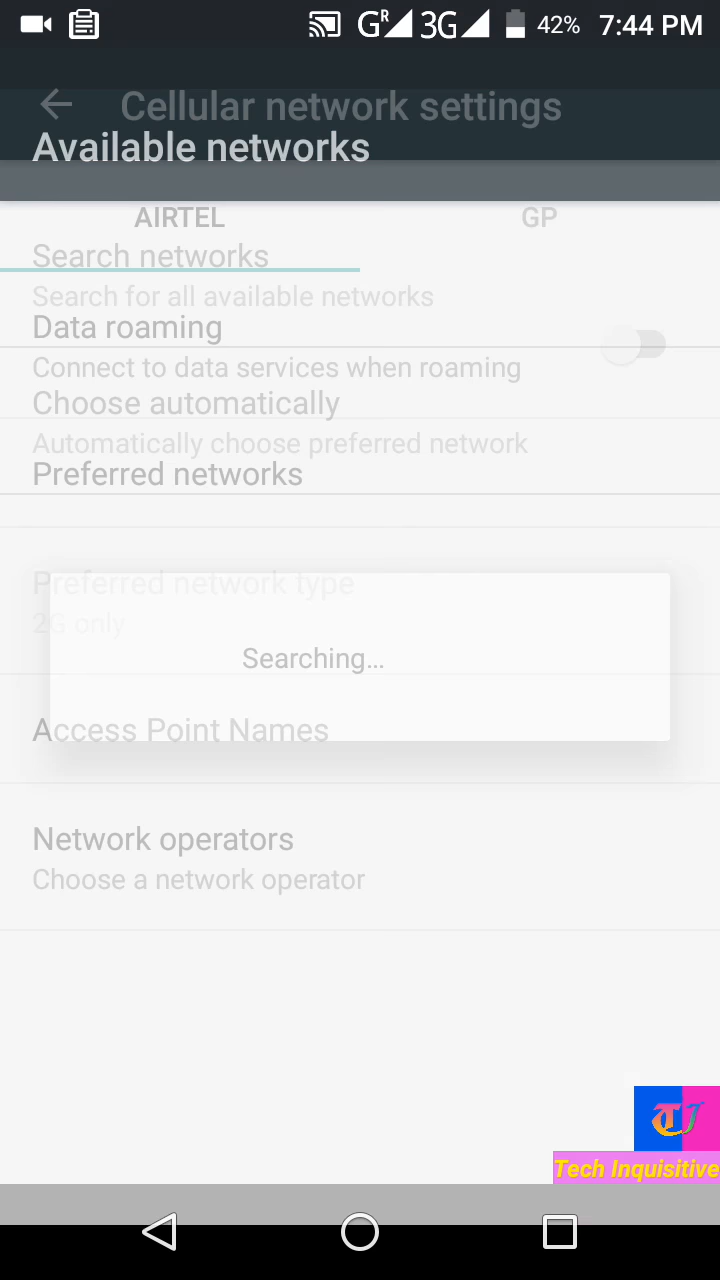 G R 3G 42% 7:44 PM
Cellular network settings
Available networks
AIRTEL GP
Search networks
Search for all available networks
Data roaming
Connect to data services when roaming
Choose automatically
Automatically choose preferred network
Preferred networks
Preferred network type
2G only
Searching...
Access Point Names
Network operators
Choose a network operator
TI
Tech Inquisitive